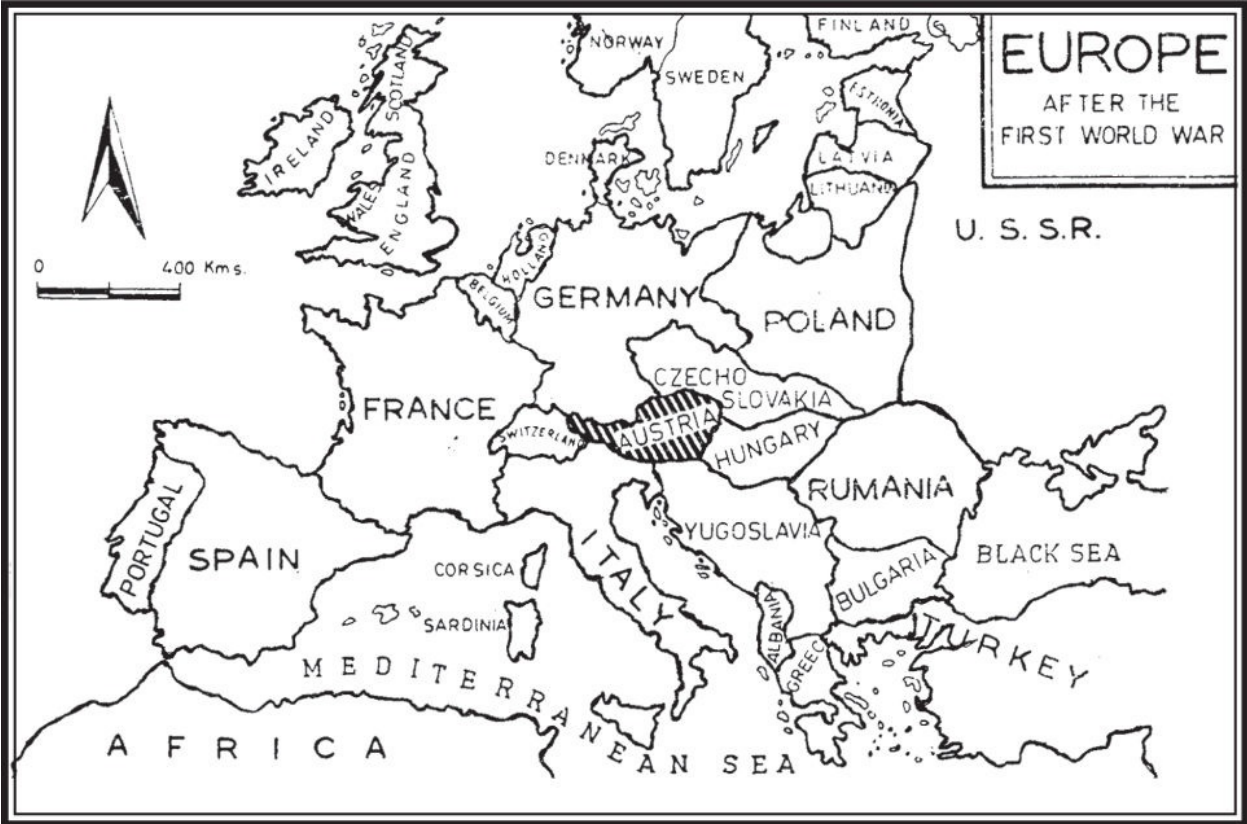 EUROPE
AFTER THE
FIRST WORLD WAR
NORWAY
SWEDEN
FINLAND
ESTHONIA
LATVIA
LITHUANI
SCOTLAND
IRELAND
WALES
ENGLAND
DENMARK
HOLLAND
BELGIUM
GERMANY
POLAND
U. S. S. R.
0 400 Kms.
CZECHO
SLOVAKIA
FRANCE
SWITZERLAND
AUSTRIA
HUNGARY
RUMANIA
PORTUGAL
SPAIN
ITALY
YUGOSLAVIA
BULGARIA
BLACK SEA
CORSICA
SARDINIA
ALBANIA
GREEC
TURKEY
MEDITERRANEAN SEA
AFRICA